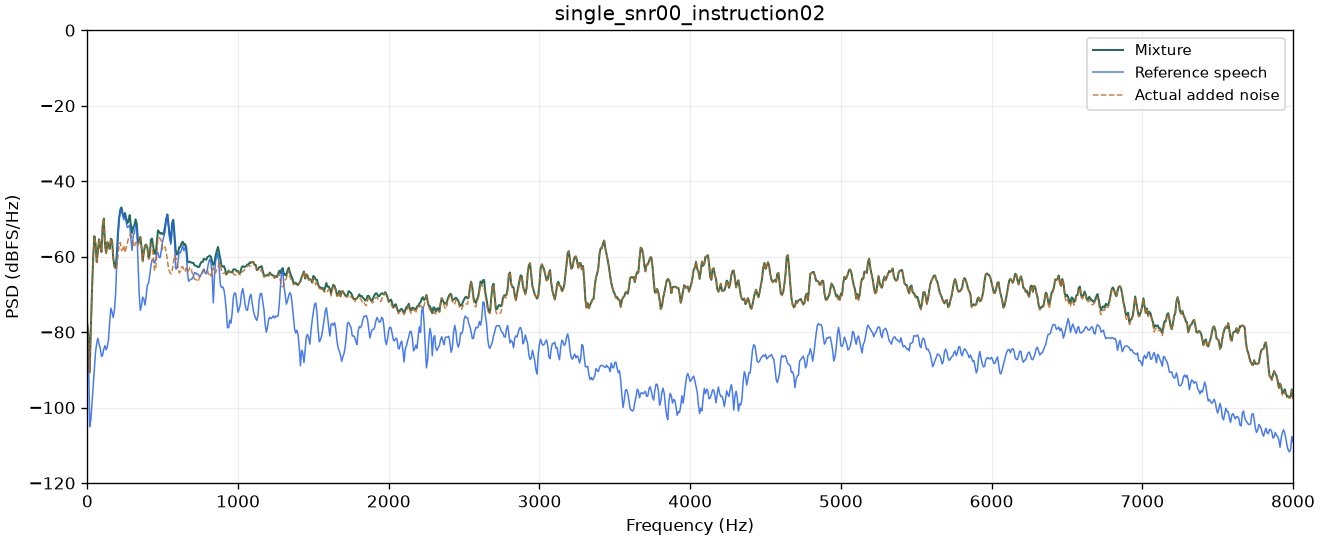 single_snr00_instruction02
Mixture
Reference speech
Actual added noise
PSD (dBFS/Hz)
0
−20
−40
−60
−80
−100
−120
0 1000 2000 3000 4000 5000 6000 7000 8000
Frequency (Hz)